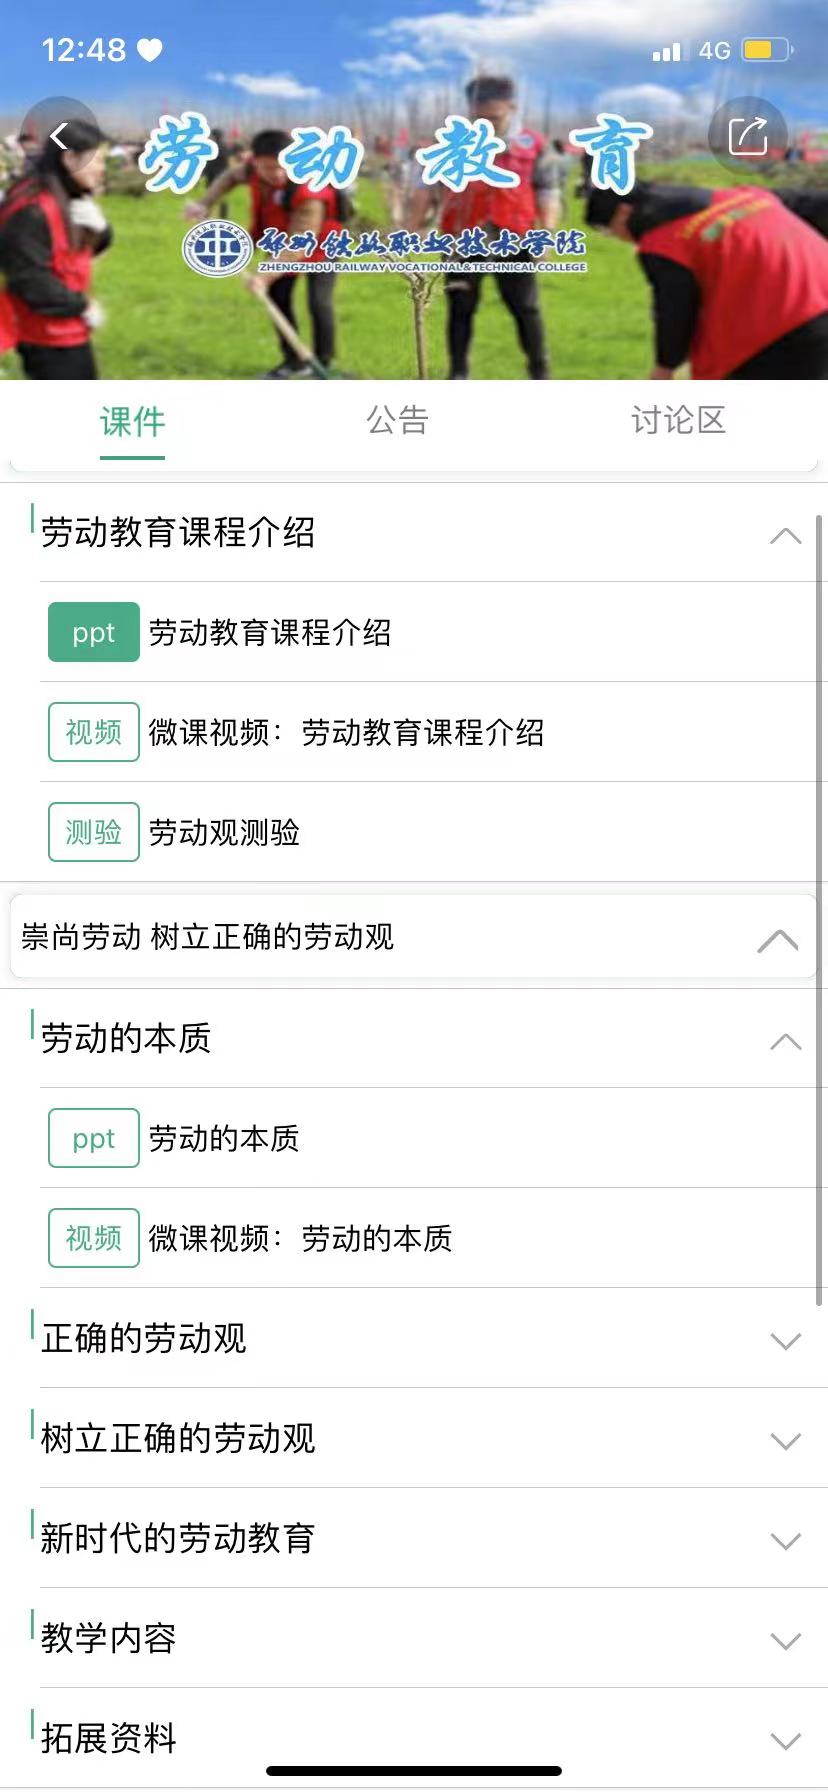 12:48
4G
劳动教育
郑州铁路职业技术学院
ZHENGZHOU RAILWAY VOCATIONAL & TECHNICAL COLLEGE
课件 公告 讨论区
劳动教育课程介绍
ppt 劳动教育课程介绍
视频 微课视频：劳动教育课程介绍
测验 劳动观测验
崇尚劳动 树立正确的劳动观
劳动的本质
ppt 劳动的本质
视频 微课视频：劳动的本质
正确的劳动观
树立正确的劳动观
新时代的劳动教育
教学内容
拓展资料